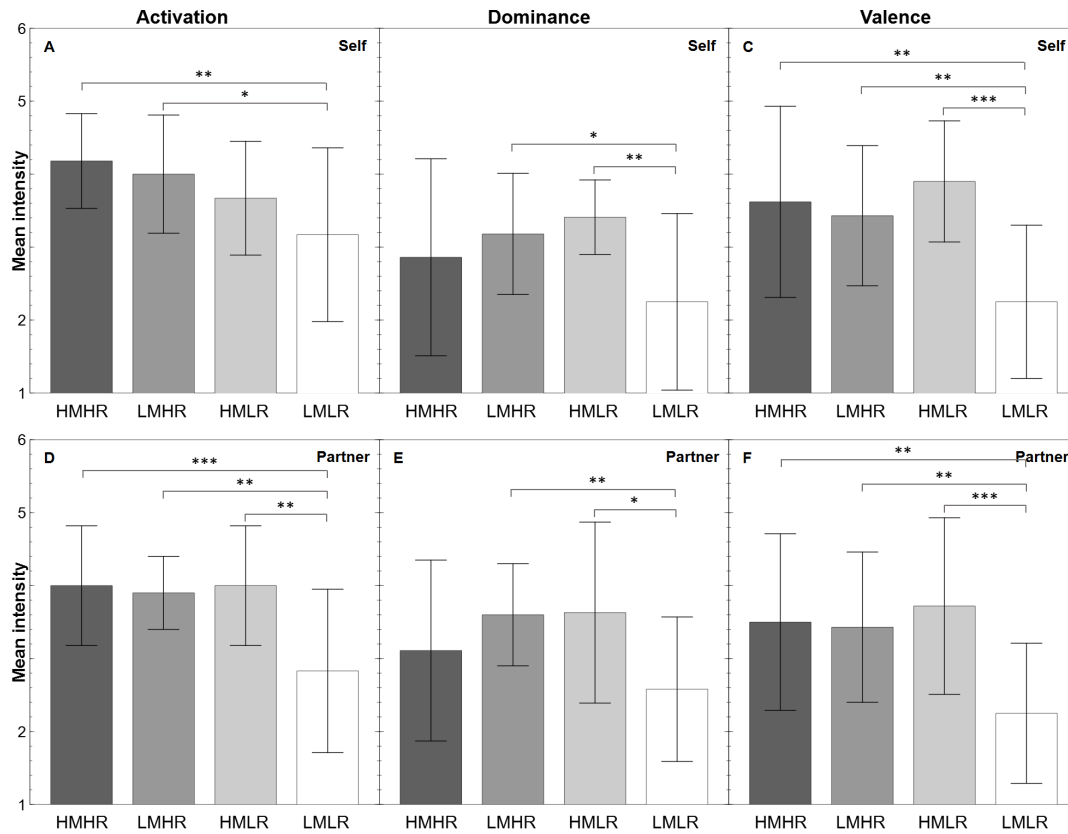 Activation Dominance Valence
6
A Self Self C Self
** ** **
* *** 
5
* **
Mean intensity
2
1
HMHR LMHR HMLR LMLR HMHR LMHR HMLR LMLR HMHR LMHR HMLR LMLR
6
D Partner E Partner F Partner
*** ** **
** * **
** ***
5
Mean intensity
2
1
HMHR LMHR HMLR LMLR HMHR LMHR HMLR LMLR HMHR LMHR HMLR LMLR